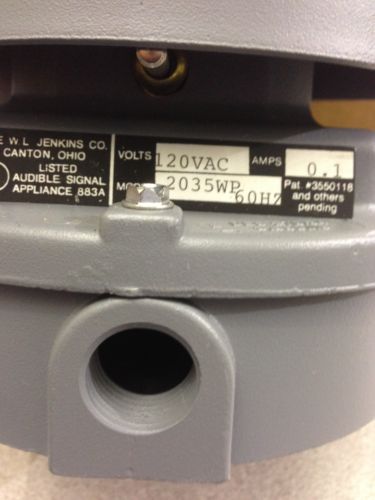 E W L JENKINS CO.
CANTON, OHIO
LISTED
AUDIBLE SIGNAL
APPLIANCE 883A
VOLTS 120VAC AMPS 0.1
2035WP 60HZ
Pat. #3550118
and others
pending